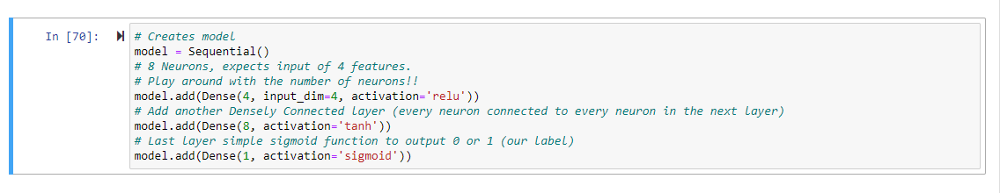 In [70]:
# Creates model
model = Sequential()
# 8 Neurons, expects input of 4 features.
# Play around with the number of neurons!!
model.add(Dense(4, input_dim=4, activation='relu'))
# Add another Densely Connected layer (every neuron connected to every neuron in the next layer)
model.add(Dense(8, activation='tanh'))
# Last layer simple sigmoid function to output 0 or 1 (our label)
model.add(Dense(1, activation='sigmoid'))